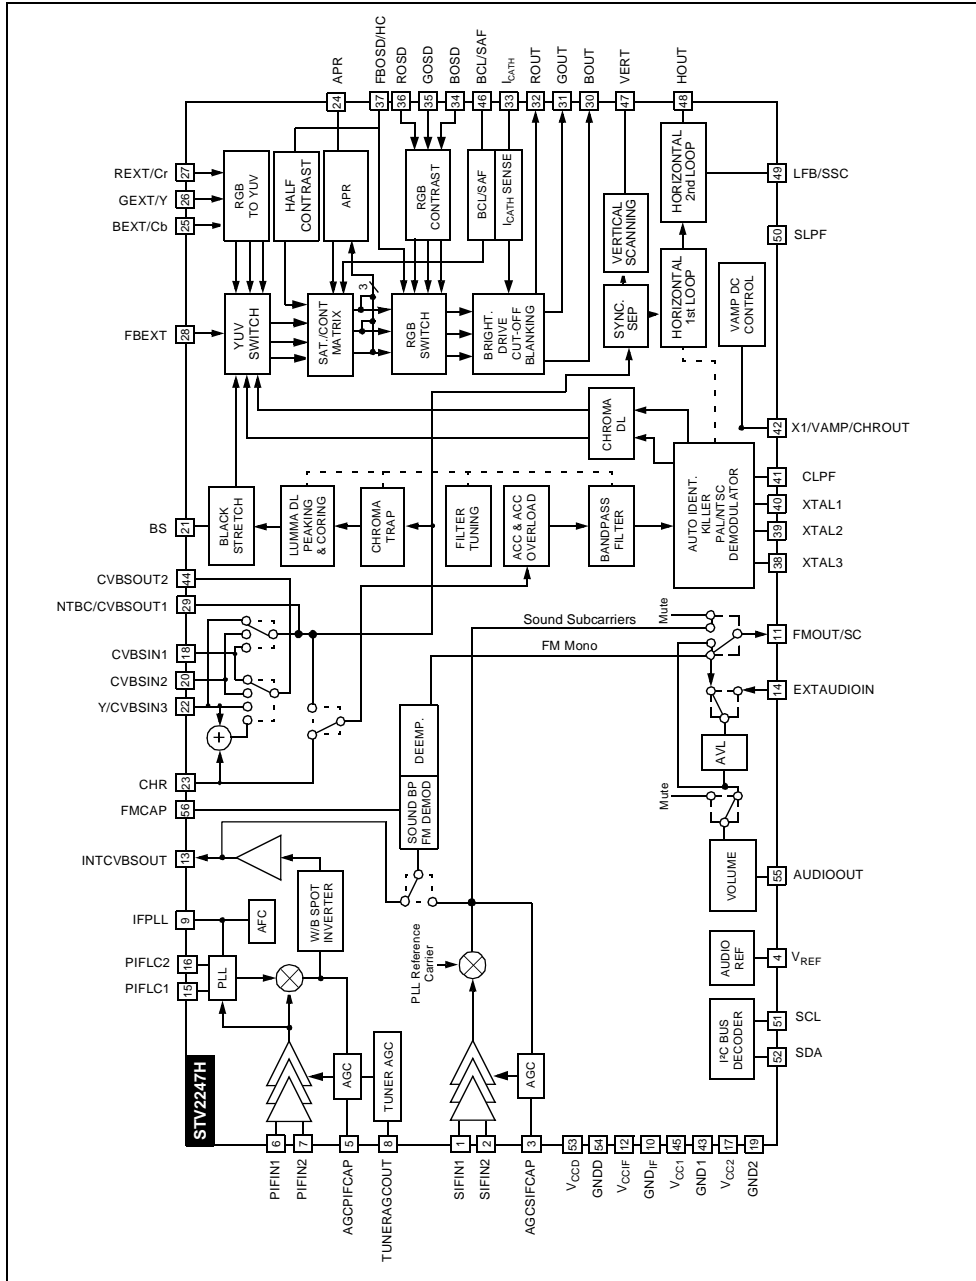 APR
FBOSD/HC
ROSD
GOSD
BOSD
BCL/SAF
ICATH
ROUT
GOUT
BOUT
VERT
HOUT
24
37
36
35
34
46
33
32
31
30
47
48
REXT/Cr
27
GEXT/Y
26
BEXT/Cb
25
RGB
TO YUV
HALF
CONTRAST
APR
RGB
CONTRAST
BCL/SAF
ICATH SENSE
VERTICAL
SCANNING
HORIZONTAL
2nd LOOP
49
LFB/SSC
50
SLPF
FBEXT
28
YUV
SWITCH
SAT./CONT
MATRIX
3
RGB
SWITCH
BRIGHT.
DRIVE
CUT-OFF
BLANKING
SYNC.
SEP
HORIZONTAL
1st LOOP
VAMP DC
CONTROL
CHROMA
DL
42
X1/VAMP/CHROUT
BS
21
BLACK
STRETCH
LUMMA DL
PEAKING
& CORING
CHROMA
TRAP
FILTER
TUNING
ACC & ACC
OVERLOAD
BANDPASS
FILTER
AUTO IDENT.
KILLER
PAL/NTSC
DEMODULATOR
41
CLPF
40
XTAL1
39
XTAL2
38
XTAL3
CVBSOUT2
44
NTBC/CVBSOUT1
29
CVBSIN1
18
CVBSIN2
20
Y/CVBSIN3
22
+
CHR
23
FMCAP
56
Sound Subcarriers
Mute
FM Mono
11
FMOUT/SC
14
EXTAUDIOIN
DEEMP.
SOUND BP
FM DEMOD
AVL
Mute
INTCVBSOUT
13
VOLUME
55
AUDIOOUT
IFPLL
9
AFC
W/B SPOT
INVERTER
PIFLC2
16
PIFLC1
15
PLL
PLL Reference
Carrier
AUDIO
REF
4
VREF
I²C BUS
DECODER
51
SCL
52
SDA
STV2247H
AGC
TUNER AGC
AGC
6
7
5
8
1
2
3
53
54
12
10
45
43
17
19
PIFIN1
PIFIN2
AGCPIFCAP
TUNERAGCOUT
SIFIN1
SIFIN2
AGCSIFCAP
VCCD
GNDD
VCCIF
GNDIF
VCC1
GND1
VCC2
GND2